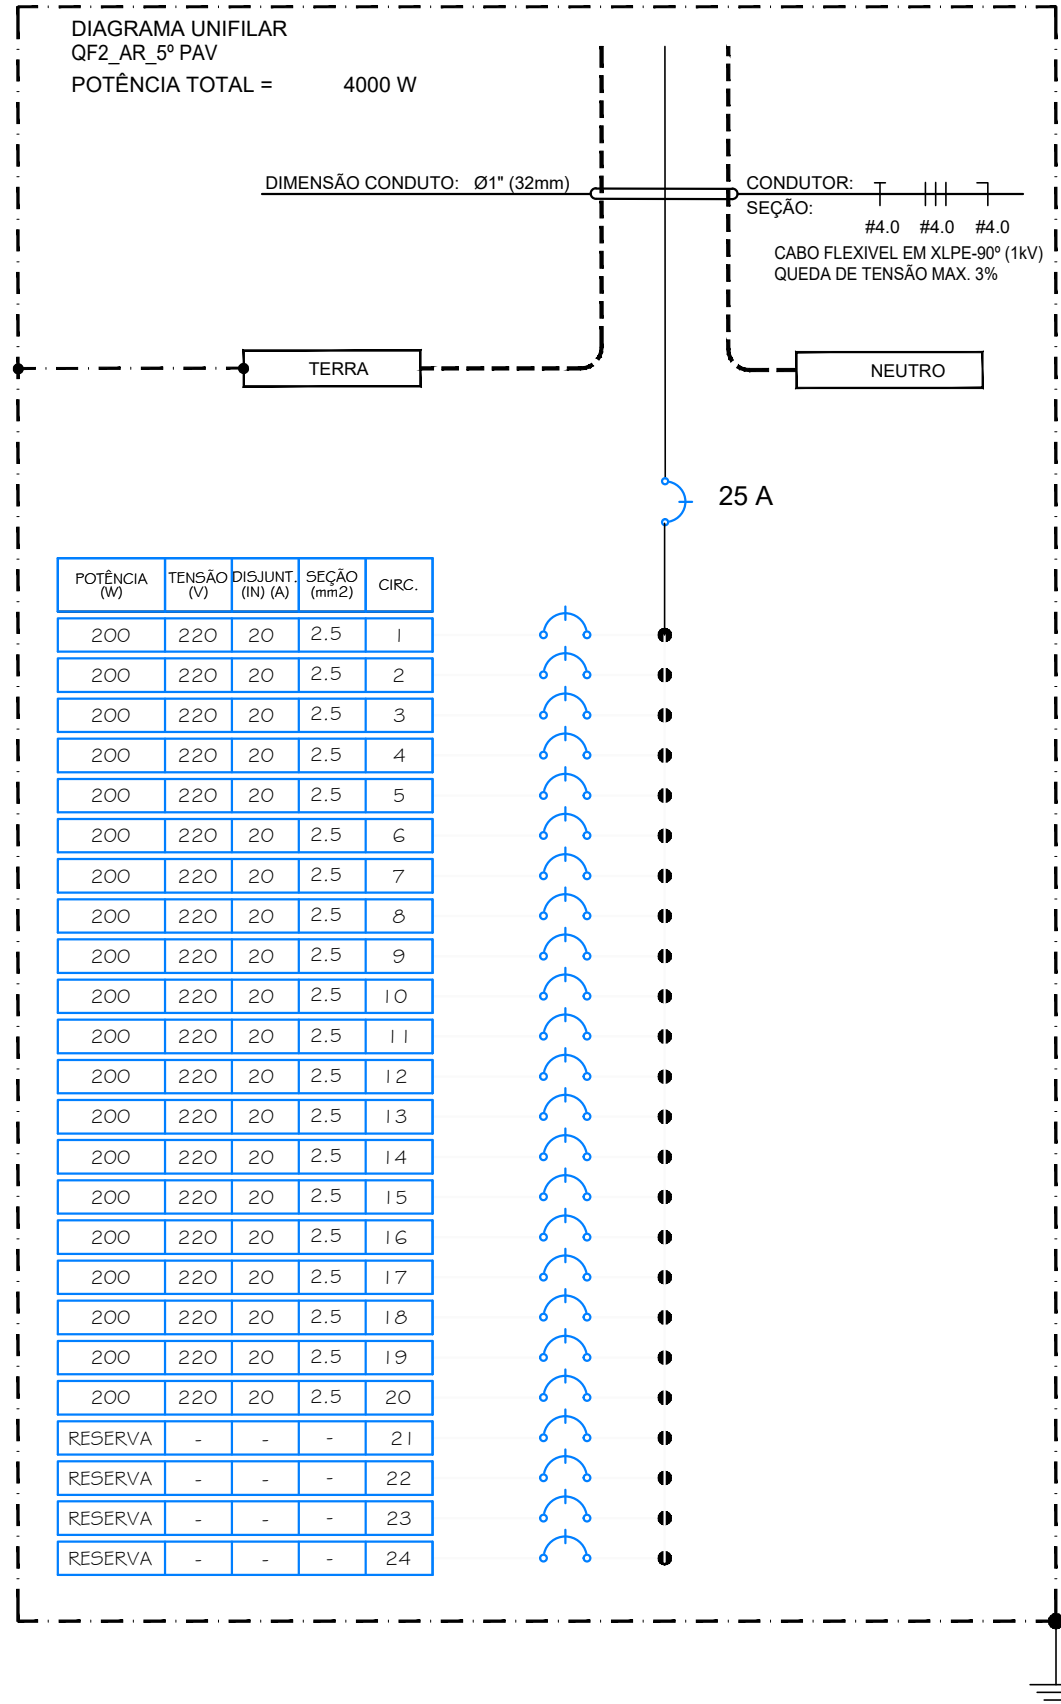 DIAGRAMA UNIFILAR
QF2_AR_5º PAV
POTÊNCIA TOTAL = 4000 W
DIMENSÃO CONDUTO: Ø1" (32mm)
CONDUTOR:
SEÇÃO:
#4.0 #4.0 #4.0
CABO FLEXIVEL EM XLPE-90º (1kV)
QUEDA DE TENSÃO MAX. 3%
TERRA
NEUTRO
25 A
POTÊNCIA (W) TENSÃO (V) DISJUNT. (IN) (A) SEÇÃO (mm2) CIRC.
200 220 20 2.5 1
200 220 20 2.5 2
200 220 20 2.5 3
200 220 20 2.5 4
200 220 20 2.5 5
200 220 20 2.5 6
200 220 20 2.5 7
200 220 20 2.5 8
200 220 20 2.5 9
200 220 20 2.5 10
200 220 20 2.5 11
200 220 20 2.5 12
200 220 20 2.5 13
200 220 20 2.5 14
200 220 20 2.5 15
200 220 20 2.5 16
200 220 20 2.5 17
200 220 20 2.5 18
200 220 20 2.5 19
200 220 20 2.5 20
RESERVA - - - 21
RESERVA - - - 22
RESERVA - - - 23
RESERVA - - - 24